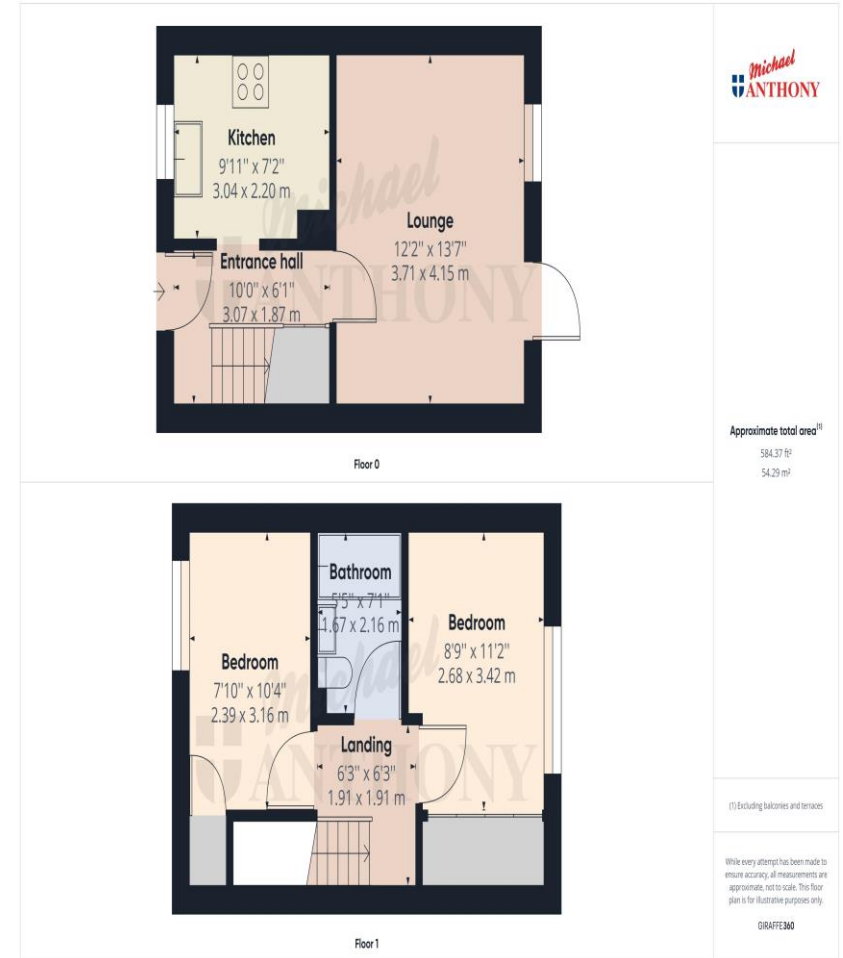 Kitchen
9'11" x 7'2"
3.04 x 2.20 m
Lounge
12'2" x 13'7"
3.71 x 4.15 m
Entrance hall
10'0" x 6'1"
3.07 x 1.87 m
Michael
ANTHONY
Floor 0
Bathroom
5'5" x 7'1"
1.67 x 2.16 m
Bedroom
8'9" x 11'2"
2.68 x 3.42 m
Bedroom
7'10" x 10'4"
2.39 x 3.16 m
Landing
6'3" x 6'3"
1.91 x 1.91 m
Michael
ANTHONY
Floor 1
Michael
ANTHONY
Approximate total area(1)
584.37 ft²
54.29 m²
(1) Excluding balconies and terraces
While every attempt has been made to
ensure accuracy, all measurements are
approximate, not to scale. This floor
plan is for illustrative purposes only.
GIRAFFE360